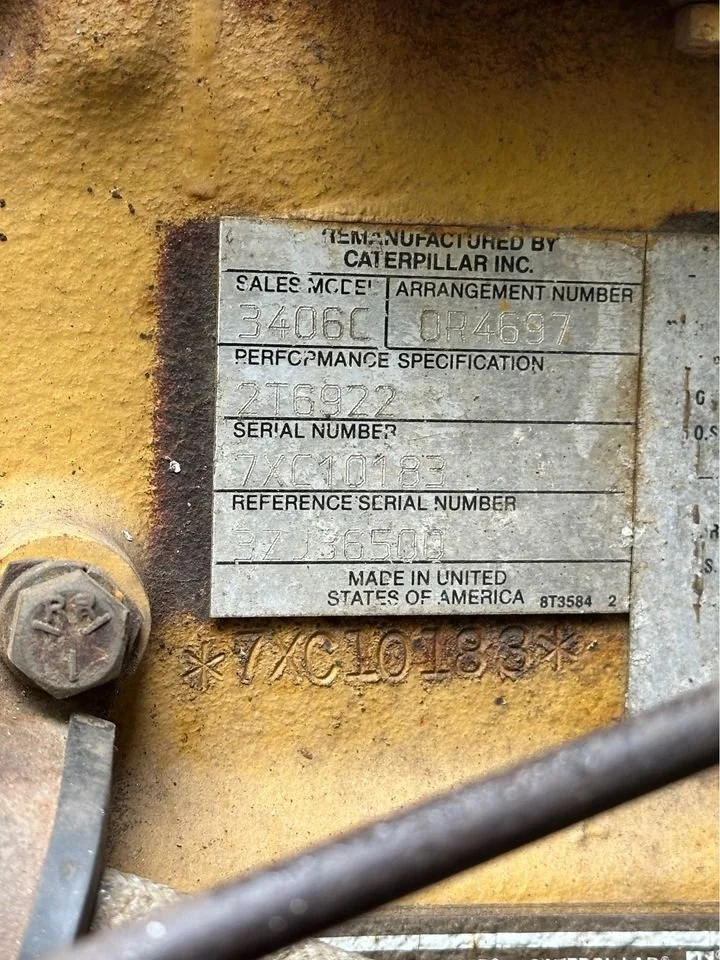 REMANUFACTURED BY
CATERPILLAR INC.
SALES MODEL ARRANGEMENT NUMBER
3406C 0R4697
PERFORMANCE SPECIFICATION
2T6922
SERIAL NUMBER
7XC10183
REFERENCE SERIAL NUMBER
3ZJ36500
MADE IN UNITED
STATES OF AMERICA 8T3584 2
*7XC10183*